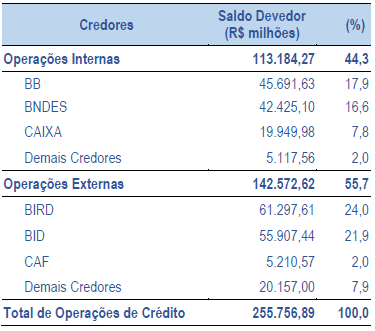 Credores Saldo Devedor (R$ milhões) (%)
Operações Internas 113.184,27 44,3
BB 45.691,63 17,9
BNDES 42.425,10 16,6
CAIXA 19.949,98 7,8
Demais Credores 5.117,56 2,0
Operações Externas 142.572,62 55,7
BIRD 61.297,61 24,0
BID 55.907,44 21,9
CAF 5.210,57 2,0
Demais Credores 20.157,00 7,9
Total de Operações de Crédito 255.756,89 100,0